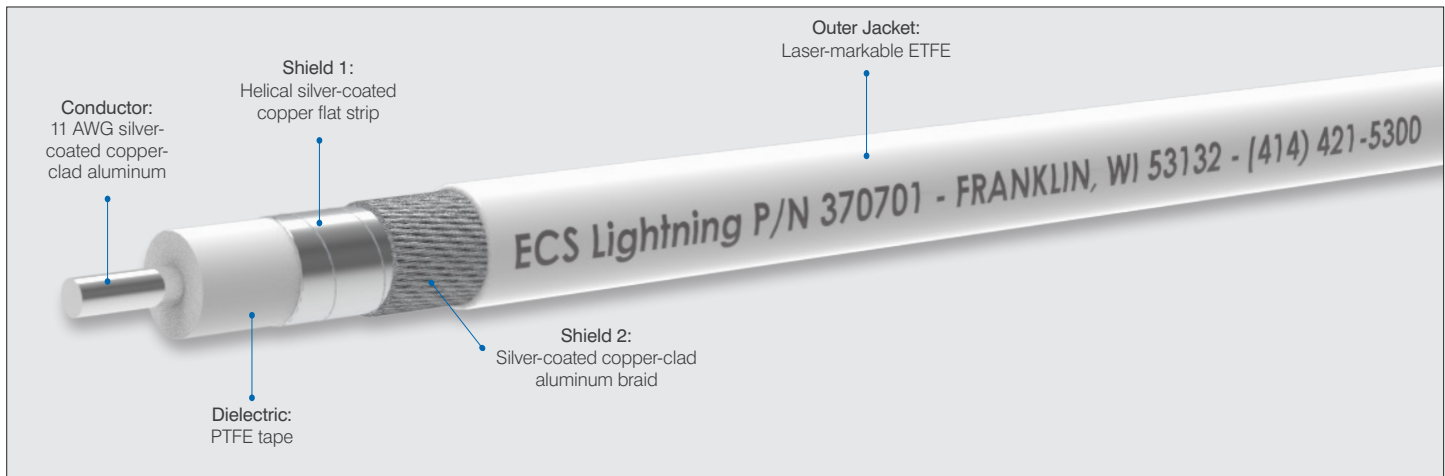 Outer Jacket:
Laser-markable ETFE
Shield 1:
Helical silver-coated
copper flat strip
Conductor:
11 AWG silver-
coated copper-
clad aluminum
ECS Lightning P/N 370701 - FRANKLIN, WI 53132 - (414) 421-5300
Shield 2:
Silver-coated copper-clad
aluminum braid
Dielectric:
PTFE tape